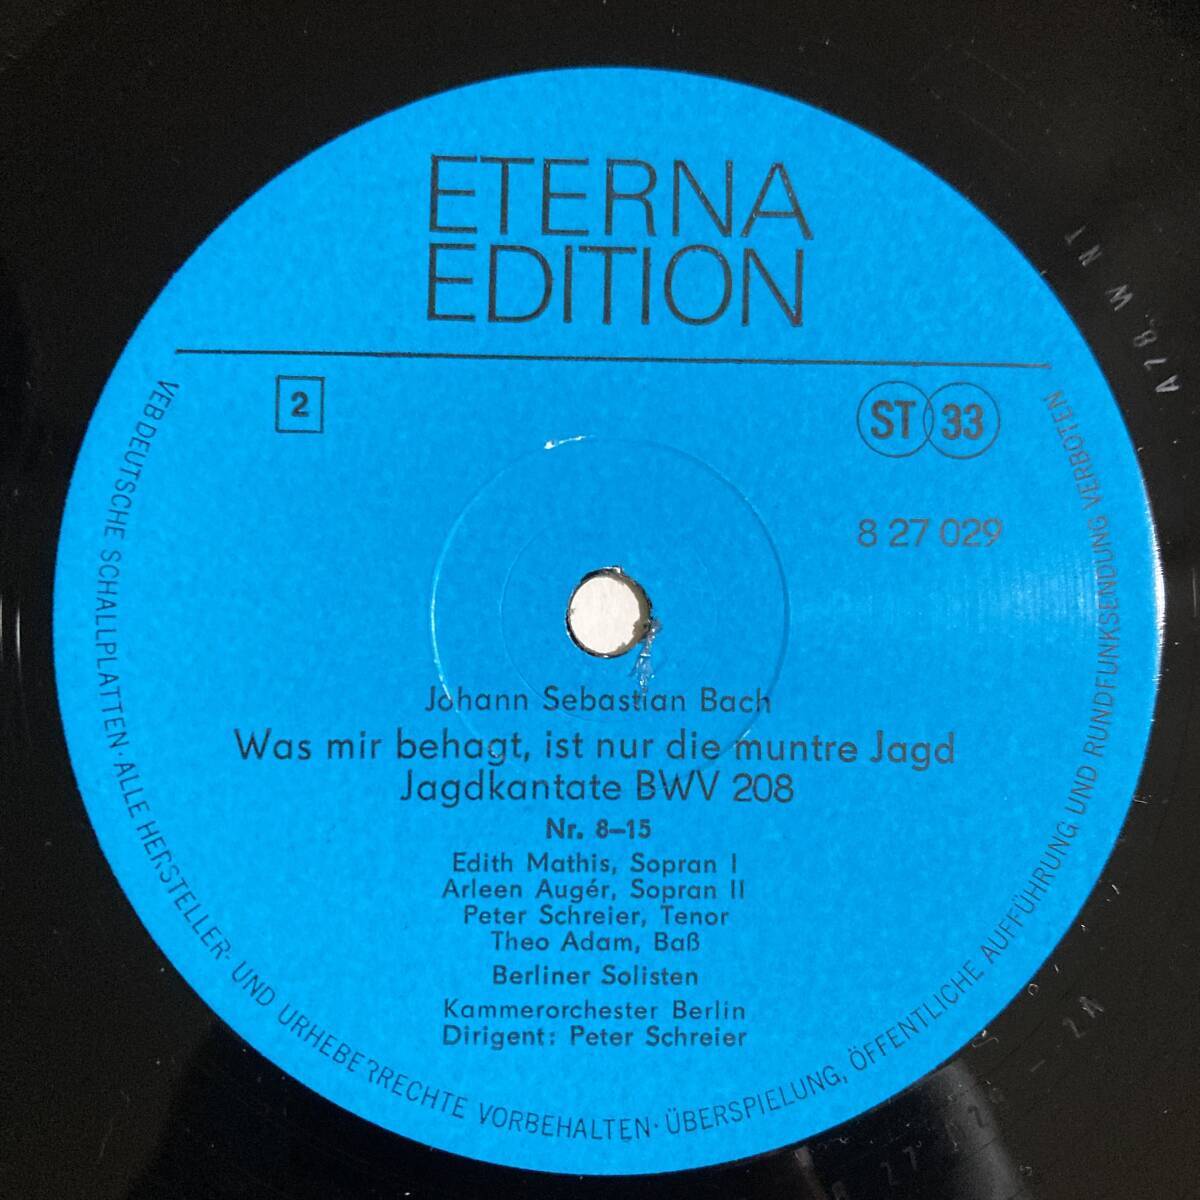 ETERNA
EDITION
2
ST 33
8 27 029
Johann Sebastian Bach
Was mir behagt, ist nur die muntre Jagd
Jagdkantate BWV 208
Nr. 8–15
Edith Mathis, Sopran I
Arleen Augér, Sopran II
Peter Schreier, Tenor
Theo Adam, Baß
Berliner Solisten
Kammerorchester Berlin
Dirigent: Peter Schreier
VEB DEUTSCHE SCHALLPLATTEN · ALLE HERSTELLER- UND URHEBERRECHTE VORBEHALTEN · ÜBERSPIELUNG, ÖFFENTLICHE AUFFÜHRUNG UND RUNDFUNKSENDUNG VERBOTEN
A78 W NT